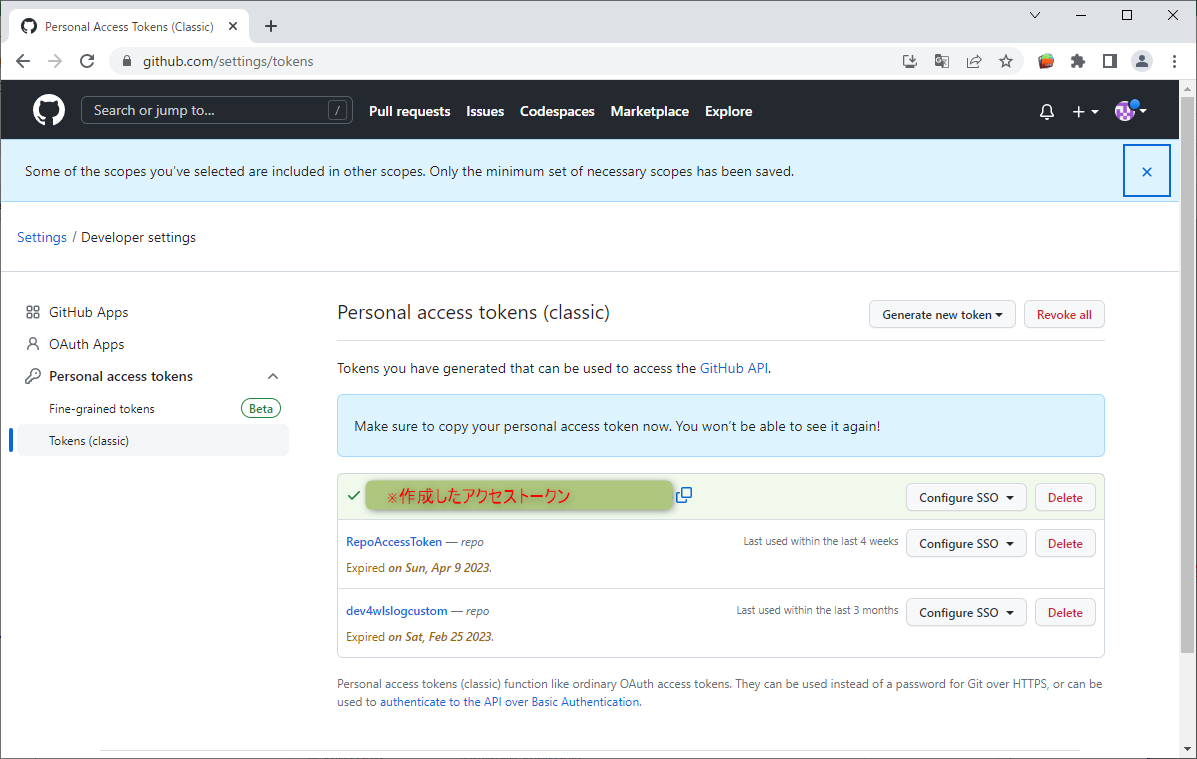 Personal Access Tokens (Classic)
github.com/settings/tokens
Search or jump to... / Pull requests Issues Codespaces Marketplace Explore
Some of the scopes you've selected are included in other scopes. Only the minimum set of necessary scopes has been saved.
Settings / Developer settings
GitHub Apps
OAuth Apps
Personal access tokens
Fine-grained tokens Beta
Tokens (classic)
Personal access tokens (classic) Generate new token Revoke all
Tokens you have generated that can be used to access the GitHub API.
Make sure to copy your personal access token now. You won't be able to see it again!
※作成したアクセストークン Configure SSO Delete
RepoAccessToken — repo Last used within the last 4 weeks Configure SSO Delete
Expired on Sun, Apr 9 2023.
dev4wlslogcustom — repo Last used within the last 3 months Configure SSO Delete
Expired on Sat, Feb 25 2023.
Personal access tokens (classic) function like ordinary OAuth access tokens. They can be used instead of a password for Git over HTTPS, or can be
used to authenticate to the API over Basic Authentication.